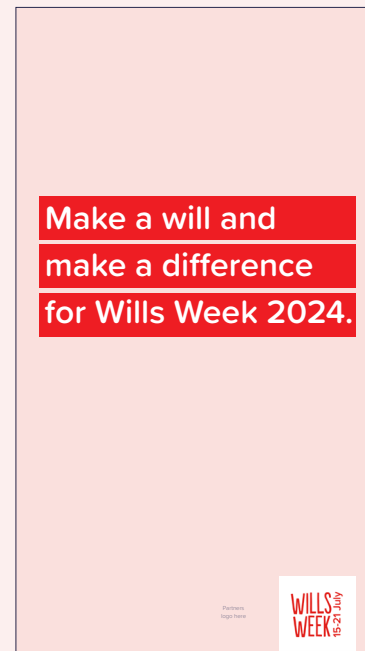 Make a will and
make a difference
for Wills Week 2024.
Partners
logo here
WILLS
WEEK
15-21 July